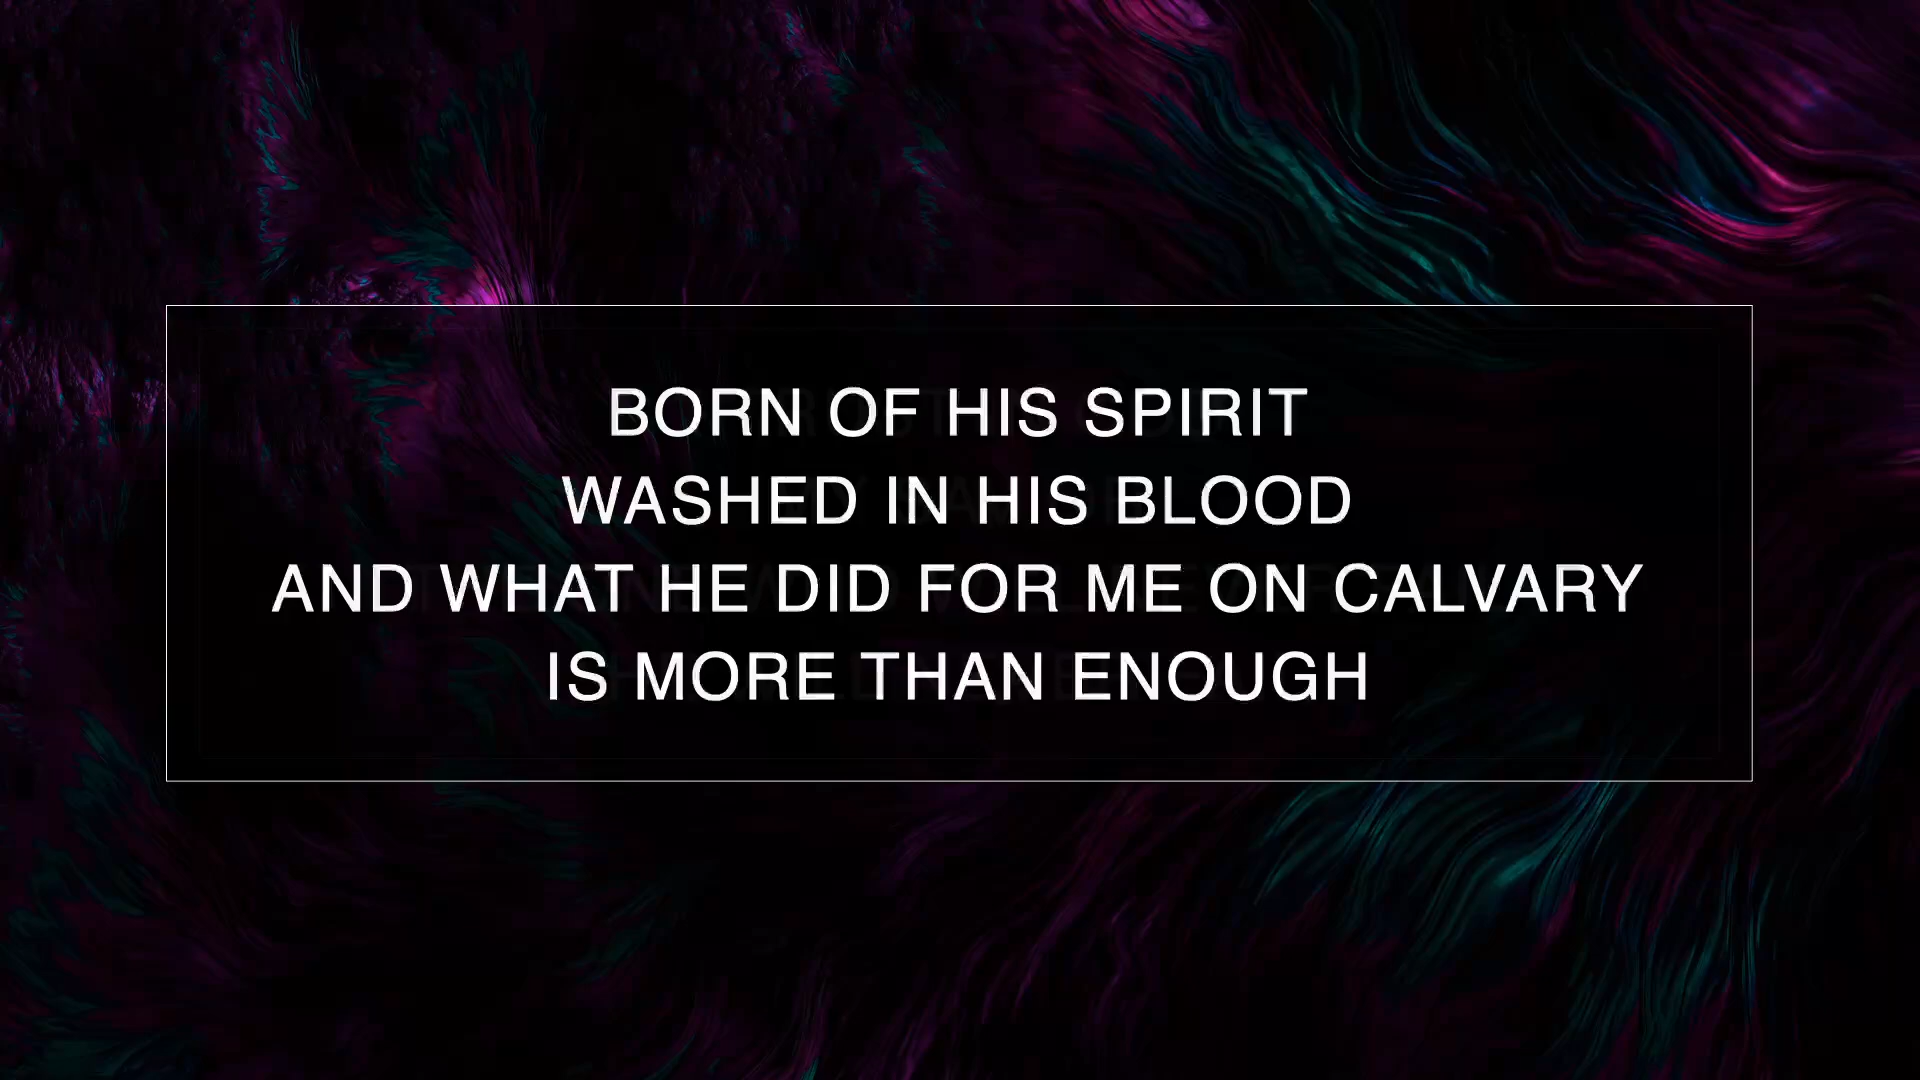 BORN OF HIS SPIRIT
WASHED IN HIS BLOOD
AND WHAT HE DID FOR ME ON CALVARY
IS MORE THAN ENOUGH